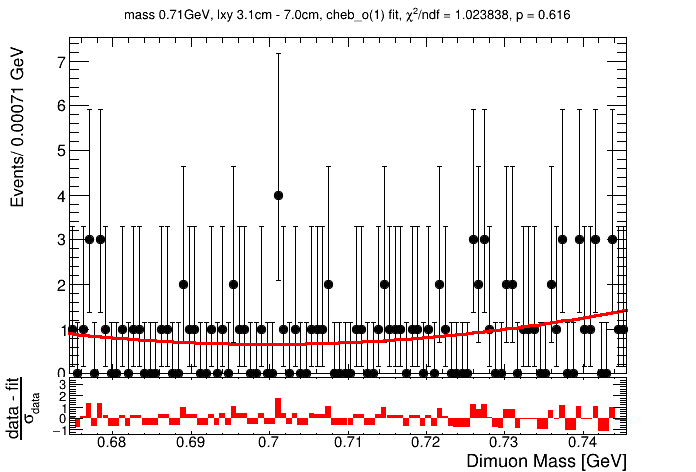 mass 0.71GeV, lxy 3.1cm - 7.0cm, cheb_o(1) fit, χ²/ndf = 1.023838, p = 0.616
Events/ 0.00071 GeV
7
6
5
4
3
2
1
0
data - fit
σdata
3
2
1
0
−1
0.68 0.69 0.7 0.71 0.72 0.73 0.74
Dimuon Mass [GeV]